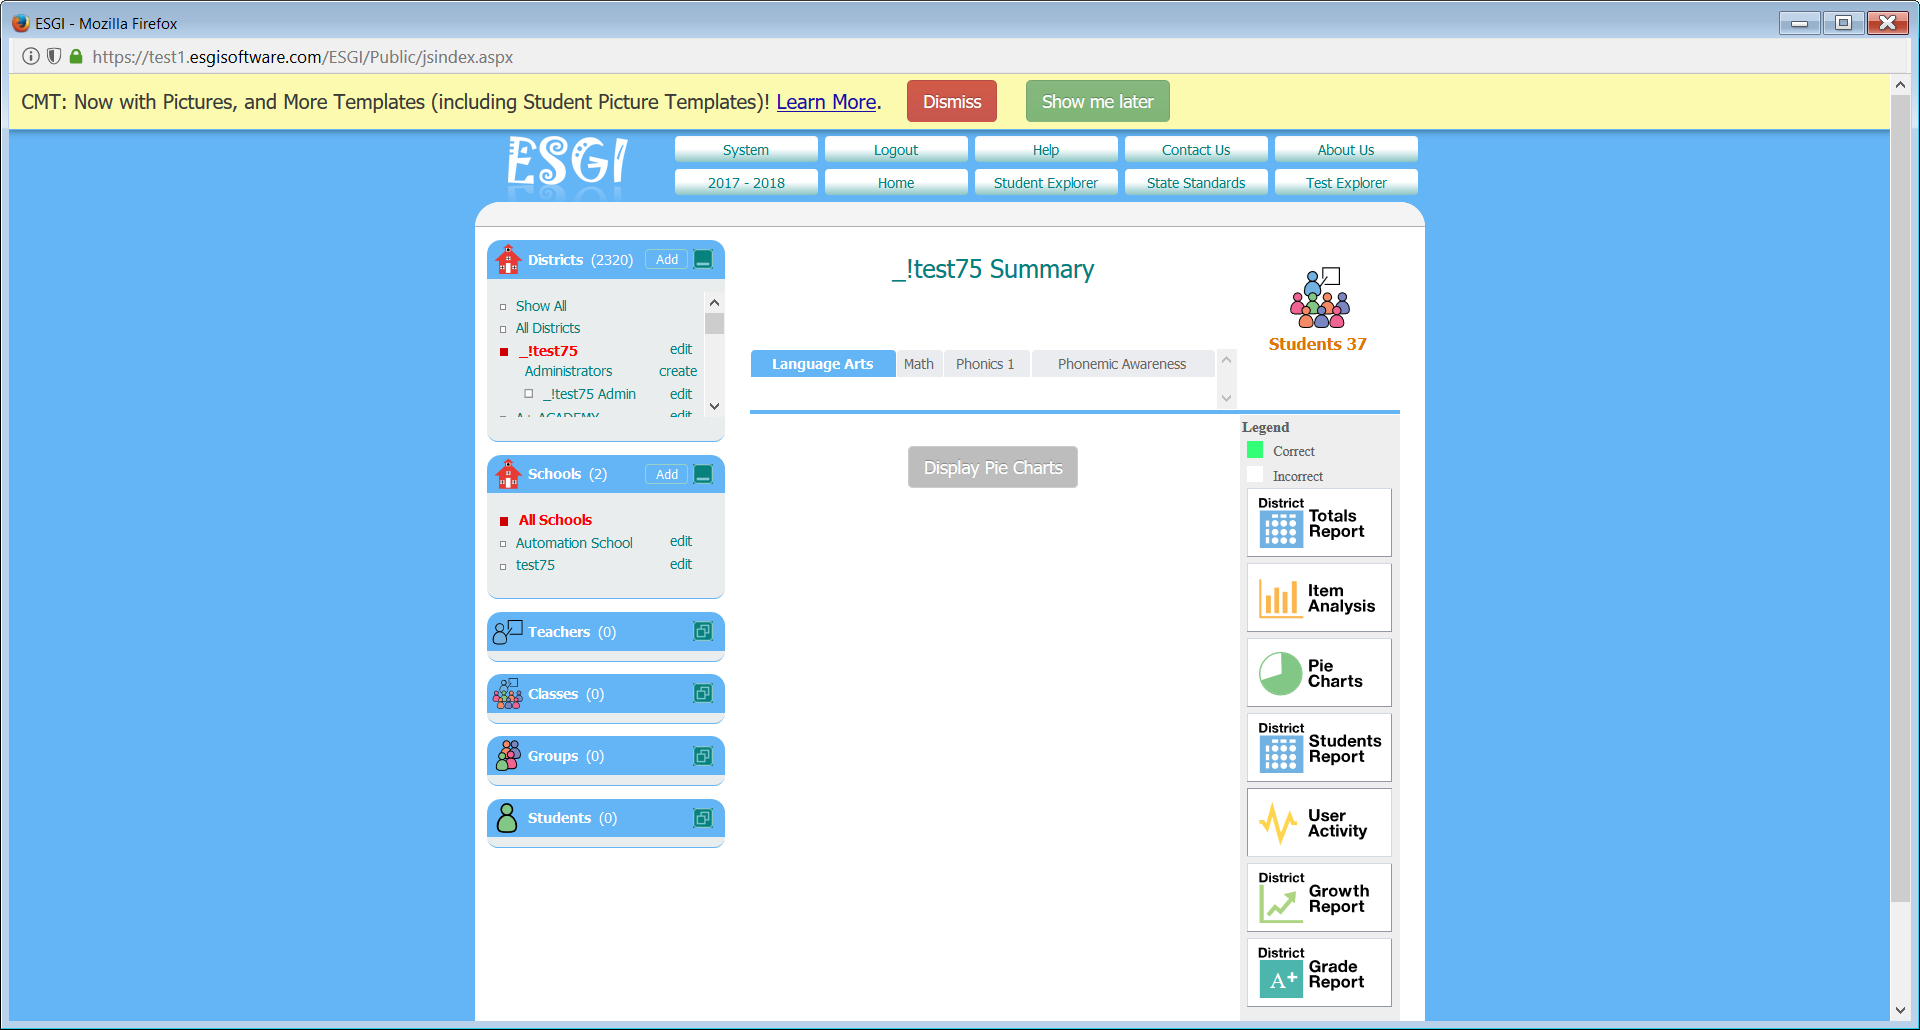 ESGI - Mozilla Firefox
https://test1.esgisoftware.com/ESGI/Public/jsindex.aspx
CMT: Now with Pictures, and More Templates (including Student Picture Templates)! Learn More. Dismiss Show me later
ESGI
System Logout Help Contact Us About Us
2017 - 2018 Home Student Explorer State Standards Test Explorer
Districts (2320) Add
Show All
All Districts
_!test75 edit
Administrators create
_!test75 Admin edit
A+ ACADEMY edit
Schools (2) Add
All Schools
Automation School edit
test75 edit
Teachers (0)
Classes (0)
Groups (0)
Students (0)
_!test75 Summary
Students 37
Language Arts Math Phonics 1 Phonemic Awareness
Display Pie Charts
Legend
Correct
Incorrect
District
Totals
Report
Item
Analysis
Pie
Charts
District
Students
Report
User
Activity
District
Growth
Report
District
A+
Grade
Report